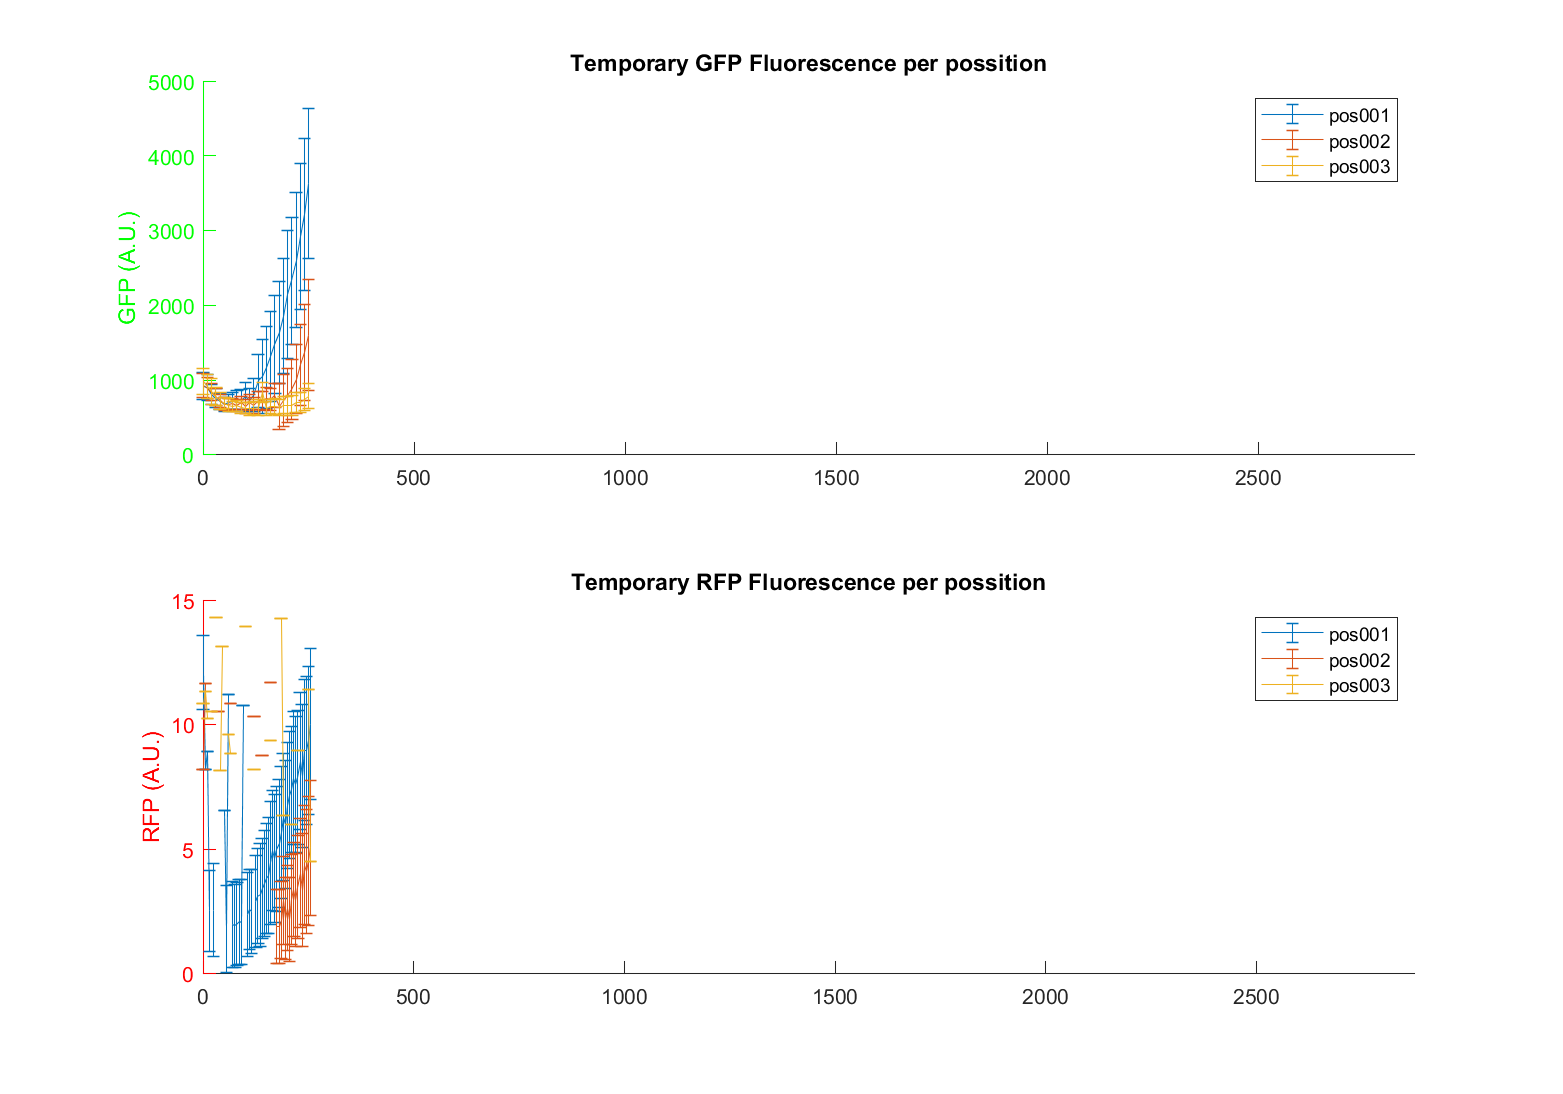 Temporary GFP Fluorescence per possition
5000
4000
3000
2000
1000
0
GFP (A.U.)
pos001
pos002
pos003
0 500 1000 1500 2000 2500
Temporary RFP Fluorescence per possition
15
10
5
0
RFP (A.U.)
pos001
pos002
pos003
0 500 1000 1500 2000 2500